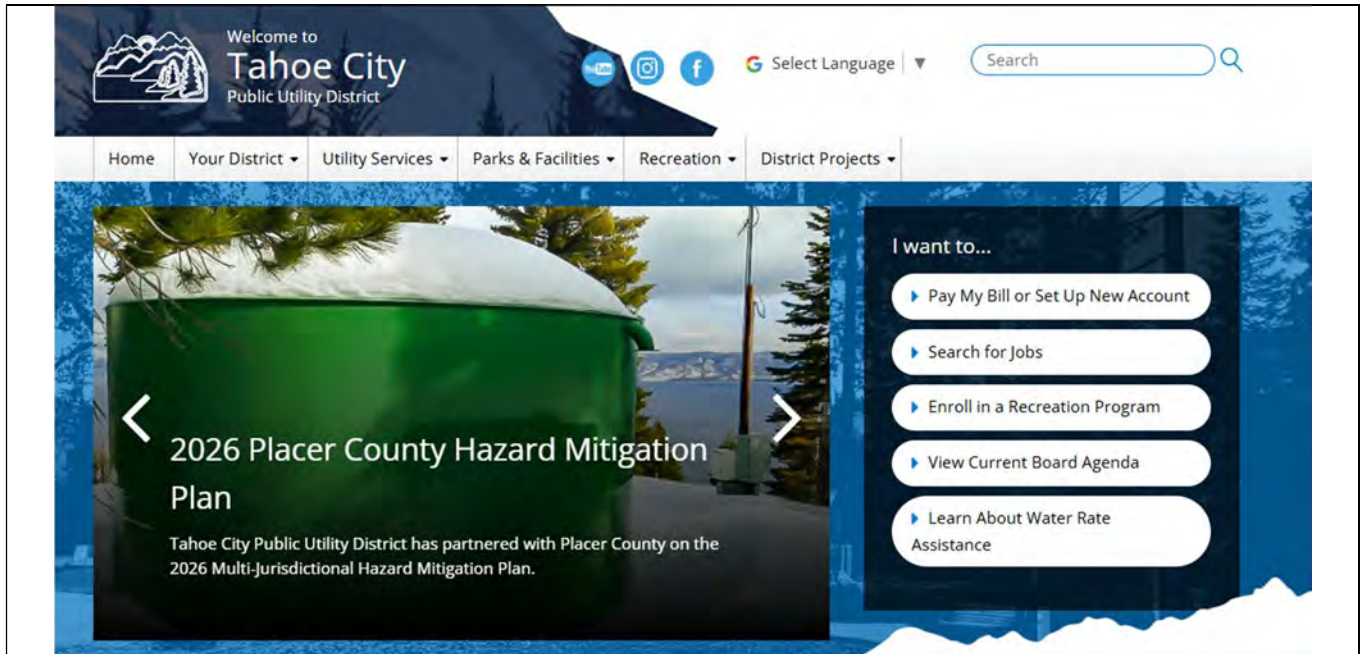 Welcome to
Tahoe City
Public Utility District
YouTube
Select Language ▼
Search
Home
Your District
Utility Services
Parks & Facilities
Recreation
District Projects
2026 Placer County Hazard Mitigation
Plan
Tahoe City Public Utility District has partnered with Placer County on the
2026 Multi-Jurisdictional Hazard Mitigation Plan.
I want to...
Pay My Bill or Set Up New Account
Search for Jobs
Enroll in a Recreation Program
View Current Board Agenda
Learn About Water Rate
Assistance